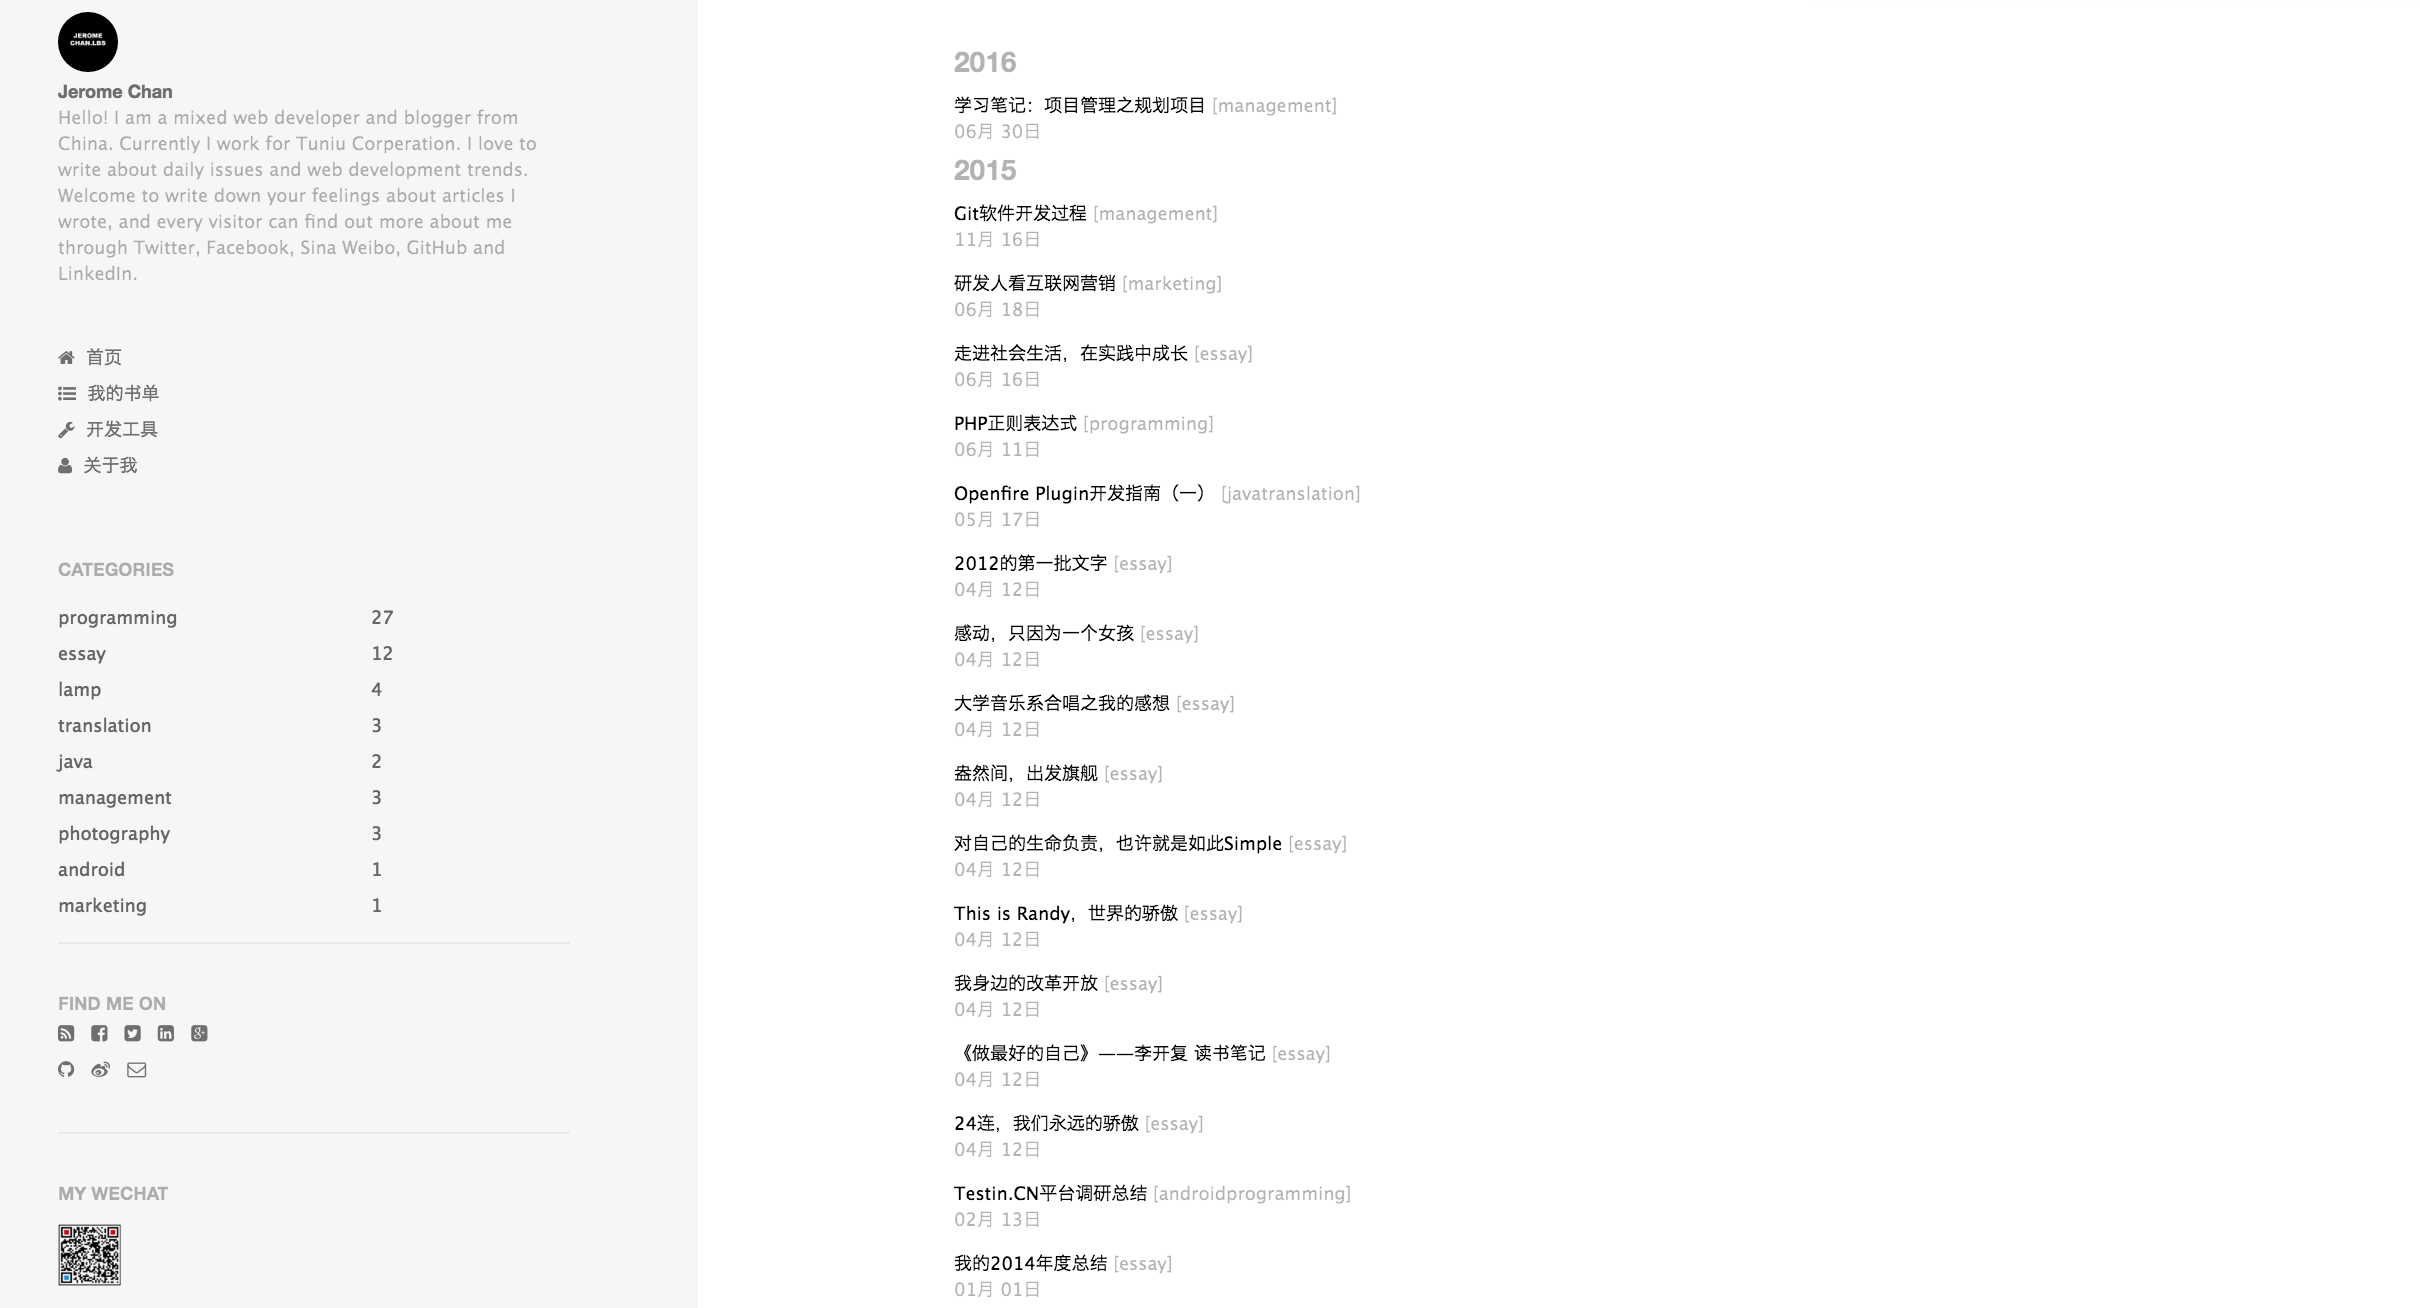 JEROME
CHAN.LBS
Jerome Chan
Hello! I am a mixed web developer and blogger from
China. Currently I work for Tuniu Corperation. I love to
write about daily issues and web development trends.
Welcome to write down your feelings about articles I
wrote, and every visitor can find out more about me
through Twitter, Facebook, Sina Weibo, GitHub and
LinkedIn.
首页
我的书单
开发工具
关于我
CATEGORIES
programming 27
essay 12
lamp 4
translation 3
java 2
management 3
photography 3
android 1
marketing 1
FIND ME ON
MY WECHAT
2016
学习笔记：项目管理之规划项目 [management]
06月 30日
2015
Git软件开发过程 [management]
11月 16日
研发人看互联网营销 [marketing]
06月 18日
走进社会生活，在实践中成长 [essay]
06月 16日
PHP正则表达式 [programming]
06月 11日
Openfire Plugin开发指南（一） [javatranslation]
05月 17日
2012的第一批文字 [essay]
04月 12日
感动，只因为一个女孩 [essay]
04月 12日
大学音乐系合唱之我的感想 [essay]
04月 12日
盎然间，出发旗舰 [essay]
04月 12日
对自己的生命负责，也许就是如此Simple [essay]
04月 12日
This is Randy，世界的骄傲 [essay]
04月 12日
我身边的改革开放 [essay]
04月 12日
《做最好的自己》——李开复 读书笔记 [essay]
04月 12日
24连，我们永远的骄傲 [essay]
04月 12日
Testin.CN平台调研总结 [androidprogramming]
02月 13日
我的2014年度总结 [essay]
01月 01日